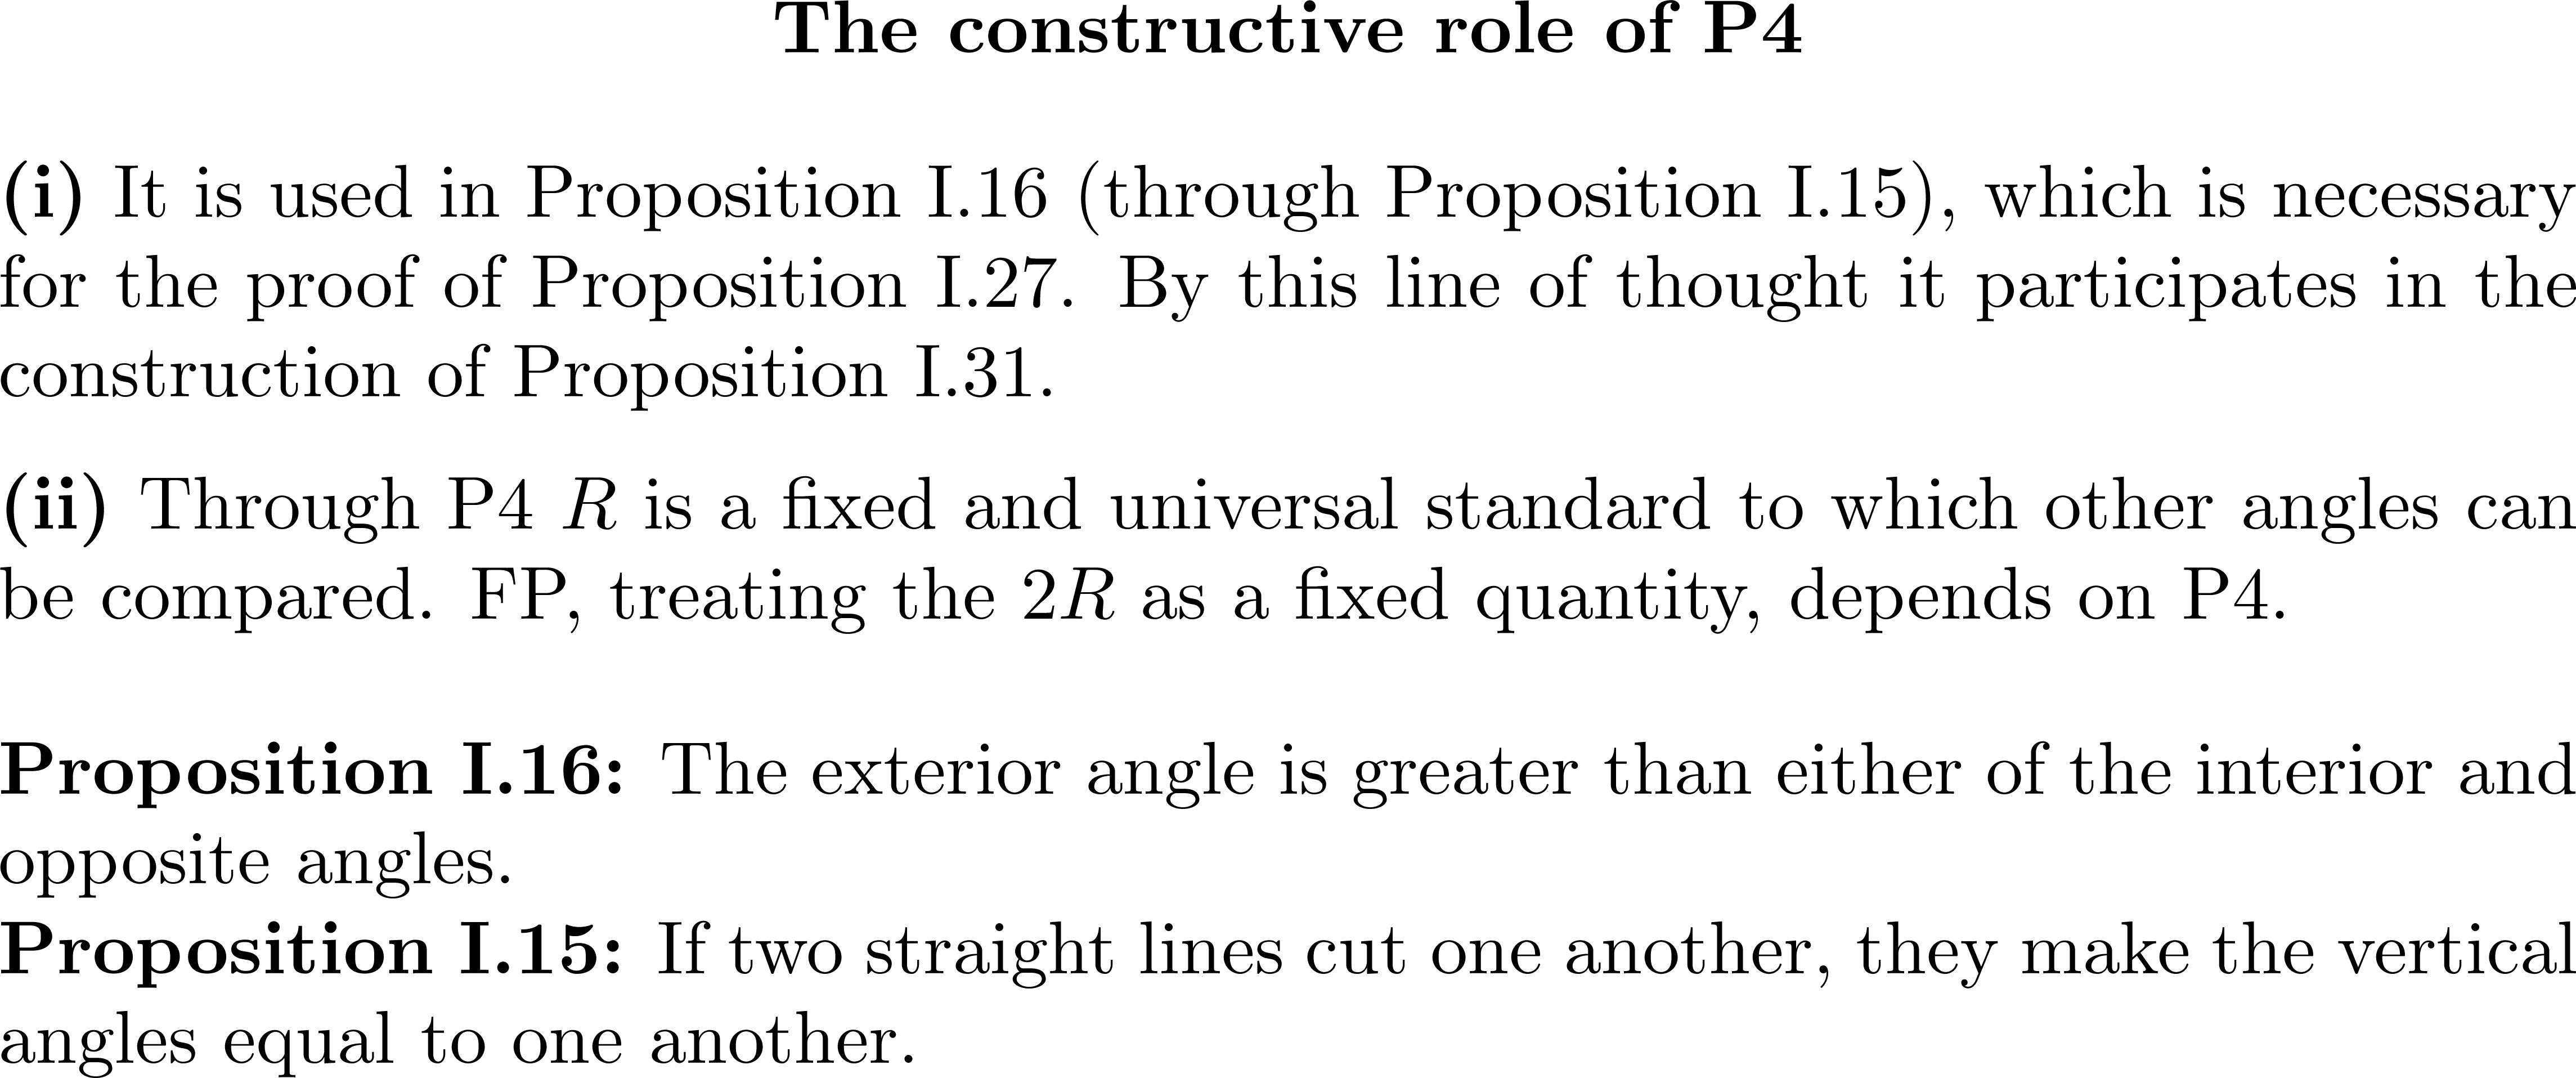 The constructive role of P4
(i) It is used in Proposition I.16 (through Proposition I.15), which is necessary
for the proof of Proposition I.27. By this line of thought it participates in the
construction of Proposition I.31.
(ii) Through P4 R is a fixed and universal standard to which other angles can
be compared. FP, treating the 2R as a fixed quantity, depends on P4.
Proposition I.16: The exterior angle is greater than either of the interior and
opposite angles.
Proposition I.15: If two straight lines cut one another, they make the vertical
angles equal to one another.